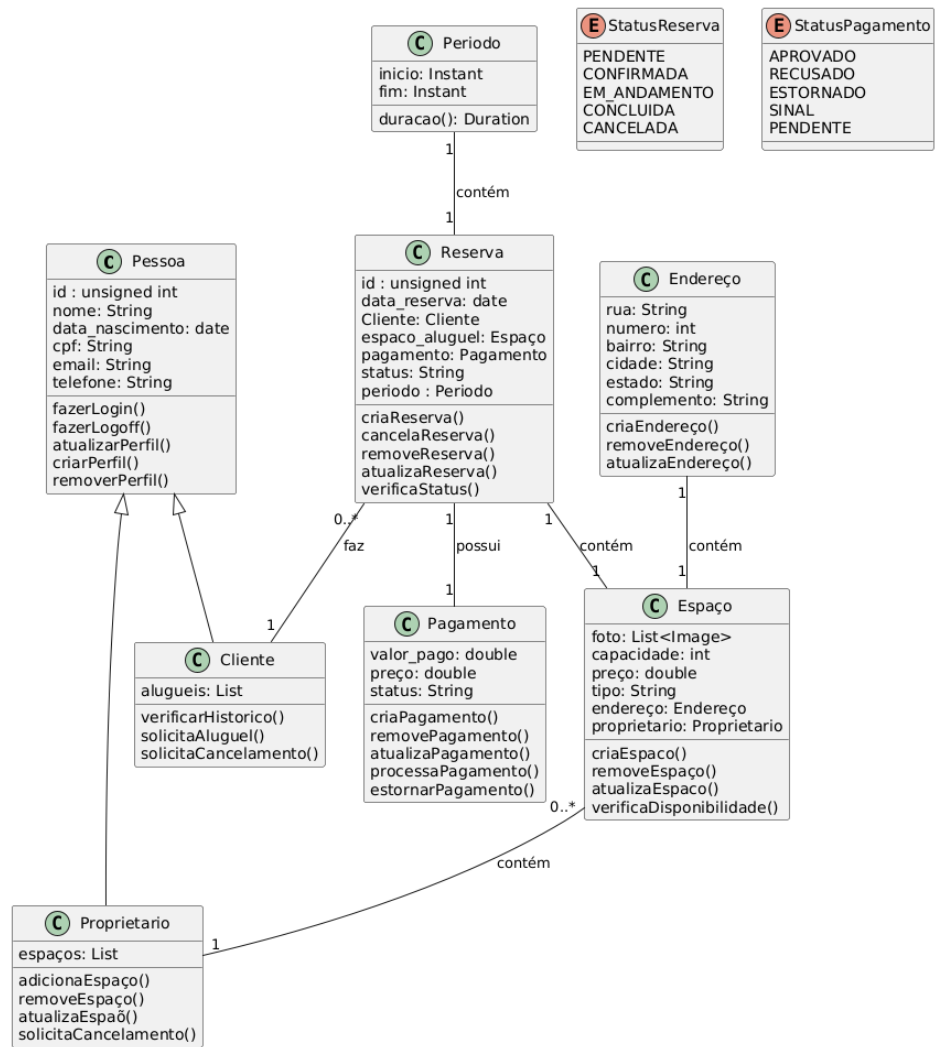 C Periodo
inicio: Instant
fim: Instant
duracao(): Duration
E StatusReserva
PENDENTE
CONFIRMADA
EM_ANDAMENTO
CONCLUIDA
CANCELADA
E StatusPagamento
APROVADO
RECUSADO
ESTORNADO
SINAL
PENDENTE
1
contém
1
C Pessoa
id : unsigned int
nome: String
data_nascimento: date
cpf: String
email: String
telefone: String
fazerLogin()
fazerLogoff()
atualizarPerfil()
criarPerfil()
removerPerfil()
C Reserva
id : unsigned int
data_reserva: date
Cliente: Cliente
espaco_aluguel: Espaço
pagamento: Pagamento
status: String
periodo : Periodo
criaReserva()
cancelaReserva()
removeReserva()
atualizaReserva()
verificaStatus()
C Endereço
rua: String
numero: int
bairro: String
cidade: String
estado: String
complemento: String
criaEndereço()
removeEndereço()
atualizaEndereço()
0..*
faz
1
1
possui
1
1
contém
1
1
contém
1
C Cliente
alugueis: List
verificarHistorico()
solicitaAluguel()
solicitaCancelamento()
C Pagamento
valor_pago: double
preço: double
status: String
criaPagamento()
removePagamento()
atualizaPagamento()
processaPagamento()
estornarPagamento()
C Espaço
foto: List<Image>
capacidade: int
preço: double
tipo: String
endereço: Endereço
proprietario: Proprietario
criaEspaco()
removeEspaço()
atualizaEspaco()
verificaDisponibilidade()
0..*
contém
1
C Proprietario
espaços: List
adicionaEspaço()
removeEspaço()
atualizaEspaõ()
solicitaCancelamento()